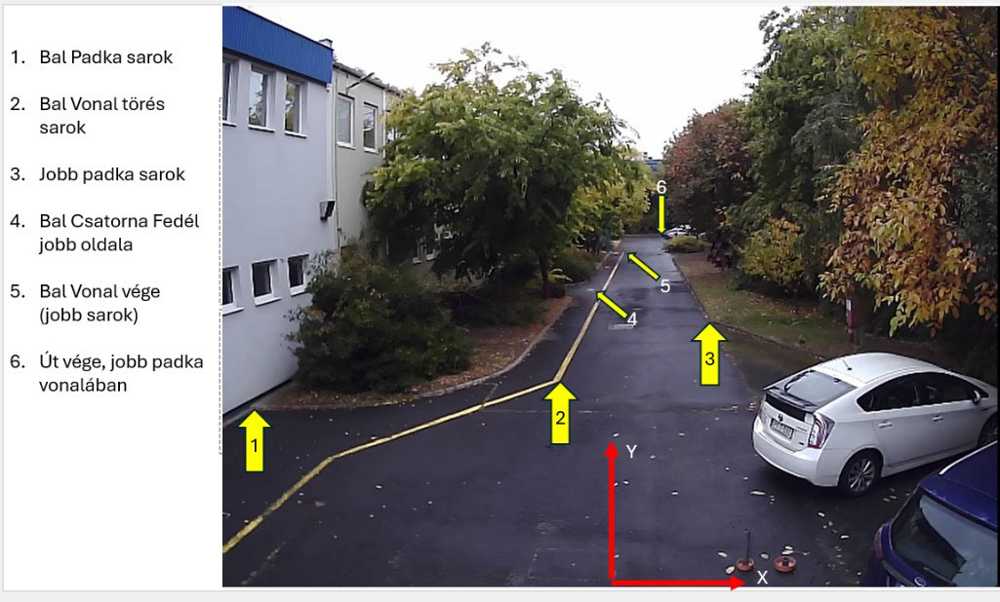 1. Bal Padka sarok
2. Bal Vonal törés
sarok
3. Jobb padka sarok
4. Bal Csatorna Fedél
jobb oldala
5. Bal Vonal vége
(jobb sarok)
6. Út vége, jobb padka
vonalában
6
5
4
3
2
1
Y
X